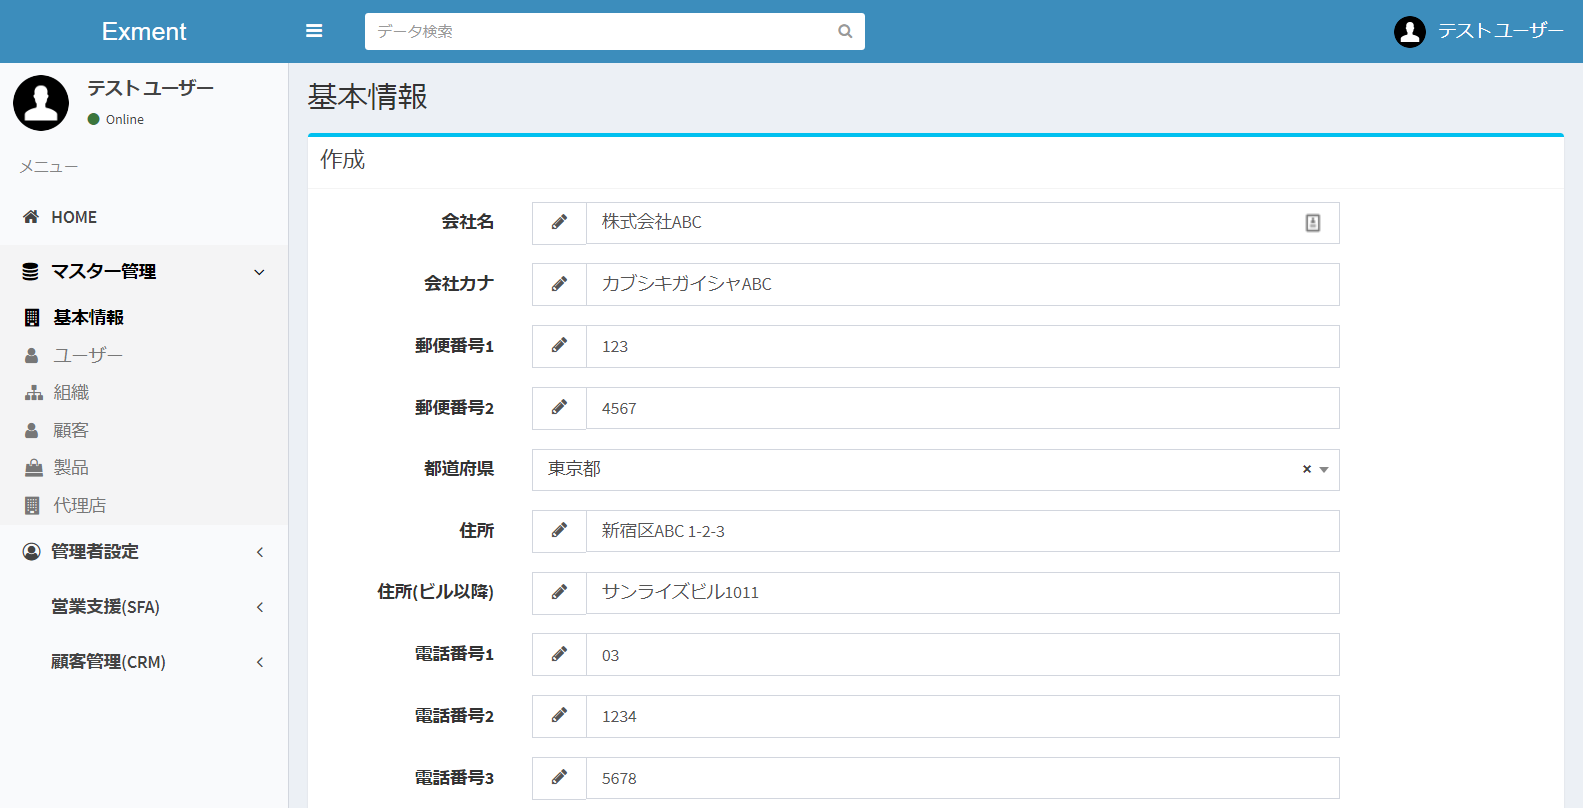 Exment
データ検索
テストユーザー
テストユーザー
Online
メニュー
HOME
マスター管理
基本情報
ユーザー
組織
顧客
製品
代理店
管理者設定
営業支援(SFA)
顧客管理(CRM)
基本情報
作成
会社名 株式会社ABC
会社カナ カブシキガイシャABC
郵便番号1 123
郵便番号2 4567
都道府県 東京都 ×
住所 新宿区ABC 1-2-3
住所(ビル以降) サンライズビル1011
電話番号1 03
電話番号2 1234
電話番号3 5678